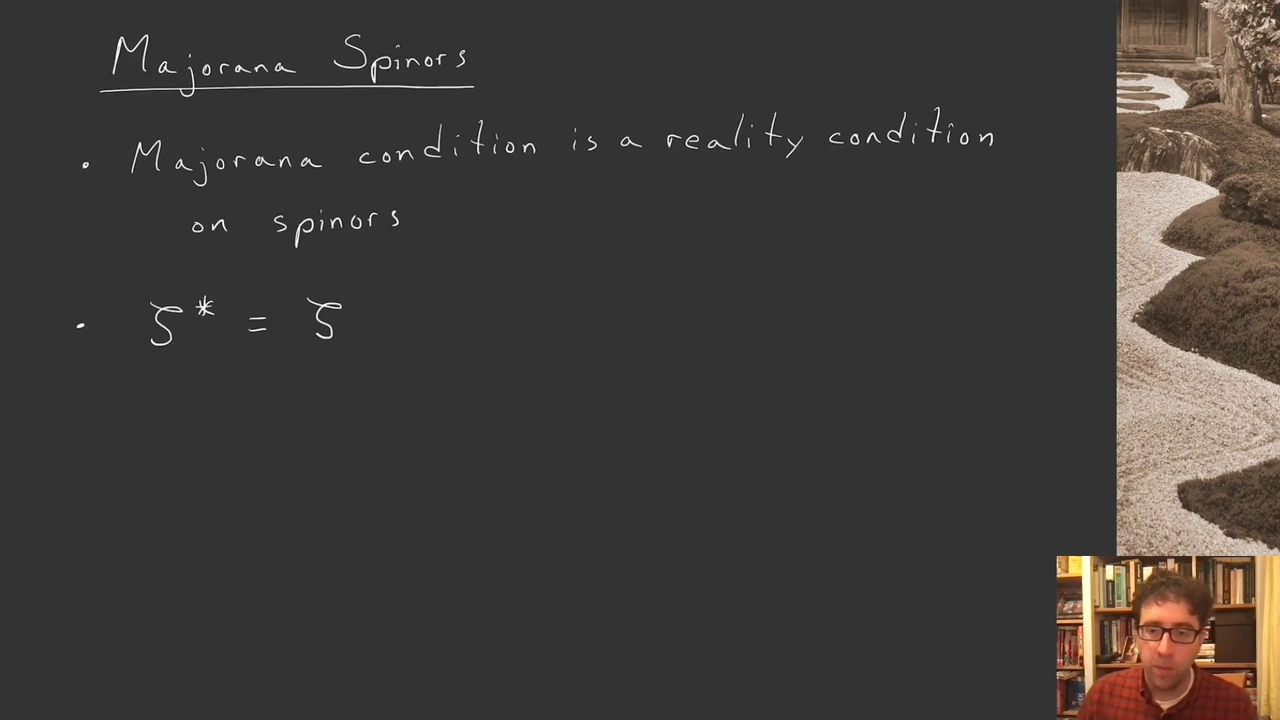 Majorana Spinors
· Majorana condition is a reality condition
on spinors
· ζ* = ζ